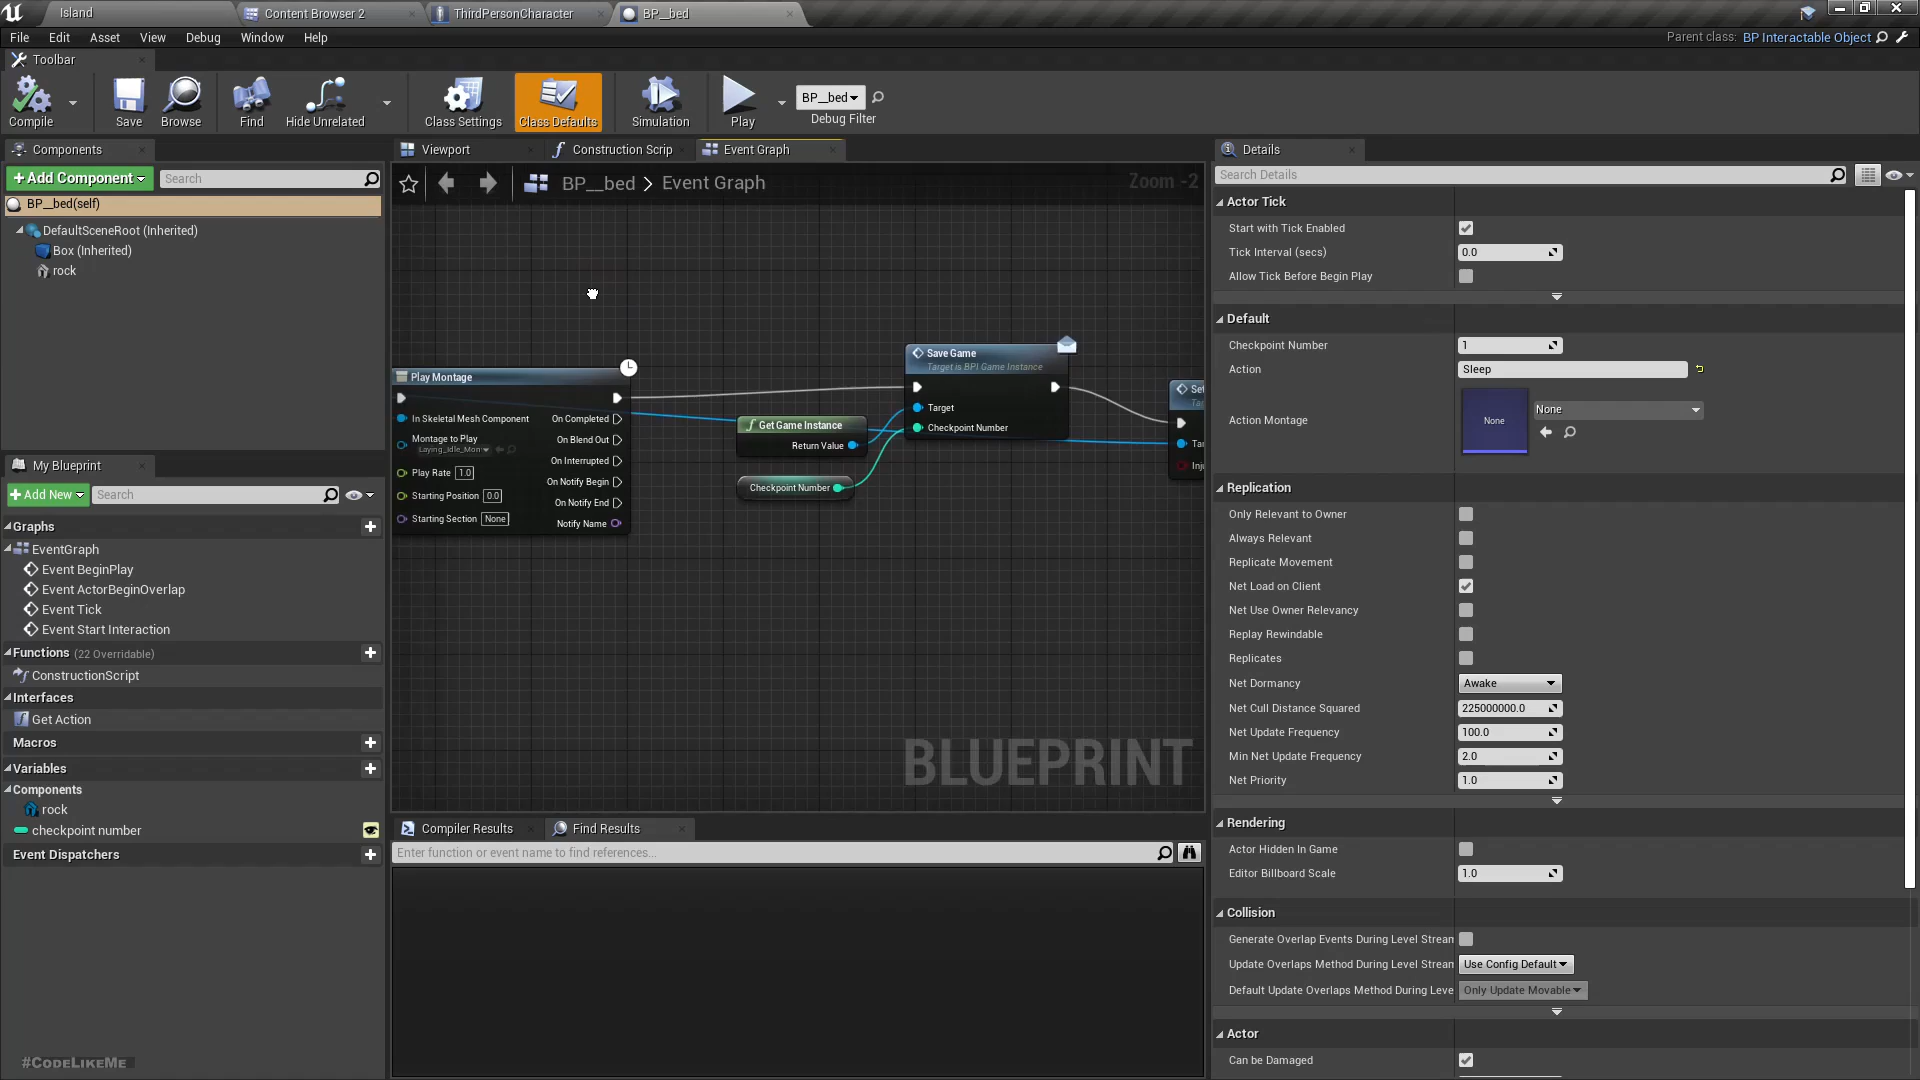 Island
Content Browser 2
ThirdPersonCharacter
BP__bed
File
Edit
Asset
View
Debug
Window
Help
Parent class:
BP Interactable Object
Toolbar
Compile
Save
Browse
Find
Hide Unrelated
Class Settings
Class Defaults
Simulation
Play
BP__bed
Debug Filter
Components
Viewport
Construction Scrip
Event Graph
Details
+ Add Component
Search
BP__bed > Event Graph
Zoom -2
Search Details
BP__bed(self)
DefaultSceneRoot (Inherited)
Box (Inherited)
rock
Actor Tick
Start with Tick Enabled
Tick Interval (secs)
0.0
Allow Tick Before Begin Play
Default
Checkpoint Number
1
Action
Sleep
Action Montage
None
None
Play Montage
In Skeletal Mesh Component
On Completed
Montage to Play
Laying_Idle_Mon
On Blend Out
On Interrupted
Play Rate
1.0
On Notify Begin
Starting Position
0.0
On Notify End
Starting Section
None
Notify Name
Get Game Instance
Return Value
Checkpoint Number
Save Game
Target is BPI Game Instance
Target
Checkpoint Number
Set
Tar
Inj
BLUEPRINT
My Blueprint
+ Add New
Search
Graphs
EventGraph
Event BeginPlay
Event ActorBeginOverlap
Event Tick
Event Start Interaction
Functions (22 Overridable)
ConstructionScript
Interfaces
Get Action
Macros
Variables
Components
rock
checkpoint number
Event Dispatchers
Replication
Only Relevant to Owner
Always Relevant
Replicate Movement
Net Load on Client
Net Use Owner Relevancy
Replay Rewindable
Replicates
Net Dormancy
Awake
Net Cull Distance Squared
225000000.0
Net Update Frequency
100.0
Min Net Update Frequency
2.0
Net Priority
1.0
Compiler Results
Find Results
Enter function or event name to find references...
Rendering
Actor Hidden In Game
Editor Billboard Scale
1.0
Collision
Generate Overlap Events During Level Strean
Update Overlaps Method During Level Strean
Use Config Default
Default Update Overlaps Method During Leve
Only Update Movable
Actor
Can be Damaged
#CodeLikeMe